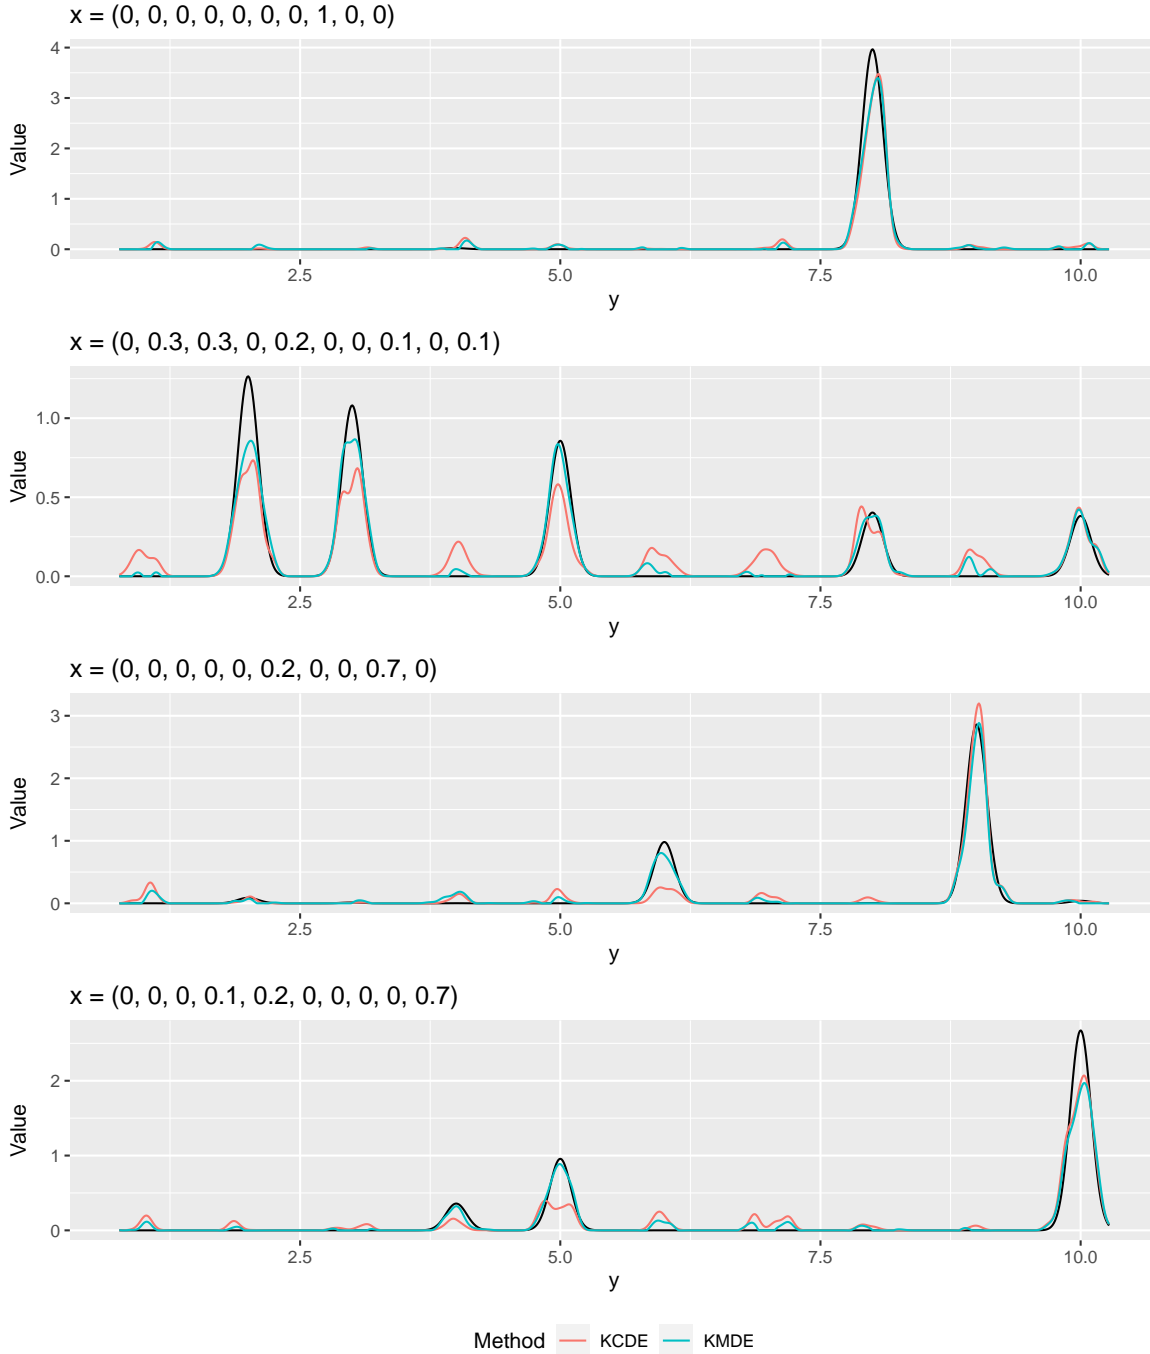 x = (0, 0, 0, 0, 0, 0, 0, 1, 0, 0)
4
3
2
1
0
Value
2.5 5.0 7.5 10.0
y
x = (0, 0.3, 0.3, 0, 0.2, 0, 0, 0.1, 0, 0.1)
1.0
0.5
0.0
Value
2.5 5.0 7.5 10.0
y
x = (0, 0, 0, 0, 0, 0.2, 0, 0, 0.7, 0)
3
2
1
0
Value
2.5 5.0 7.5 10.0
y
x = (0, 0, 0, 0.1, 0.2, 0, 0, 0, 0, 0.7)
2
1
0
Value
2.5 5.0 7.5 10.0
y
Method KCDE KMDE